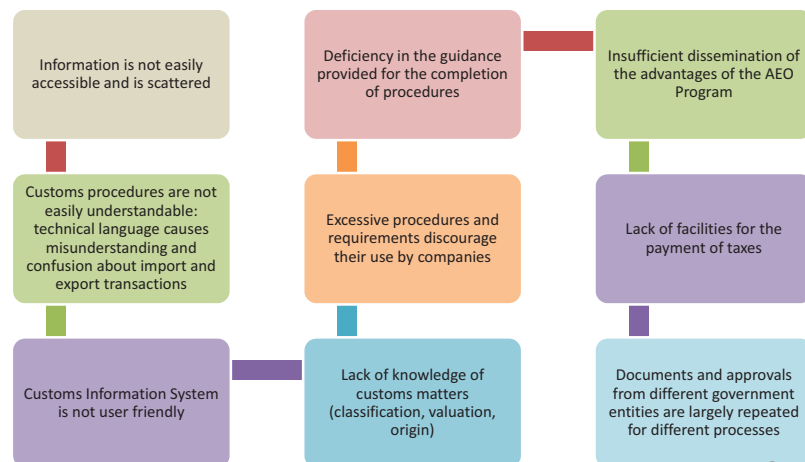 Information is not easily
accessible and is scattered
Customs procedures are not
easily understandable:
technical language causes
misunderstanding and
confusion about import and
export transactions
Customs Information System
is not user friendly
Lack of knowledge of
customs matters
(classification, valuation,
origin)
Excessive procedures and
requirements discourage
their use by companies
Deficiency in the guidance
provided for the completion
of procedures
Insufficient dissemination of
the advantages of the AEO
Program
Lack of facilities for the
payment of taxes
Documents and approvals
from different government
entities are largely repeated
for different processes